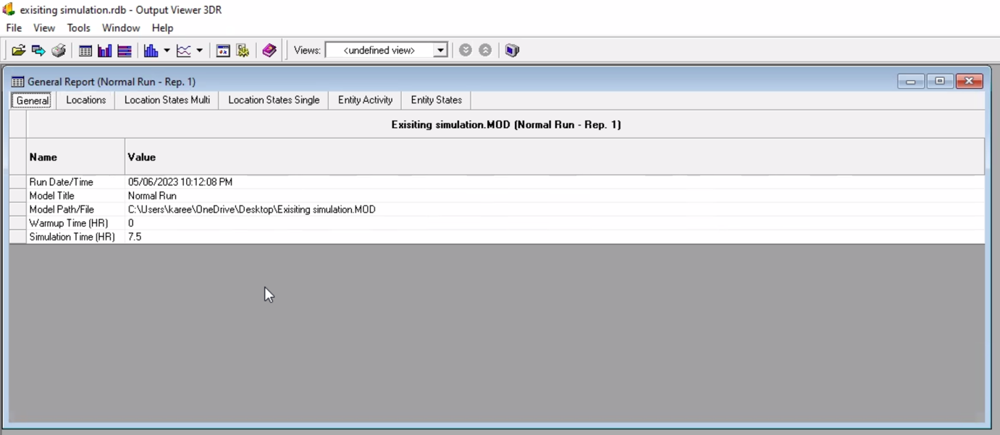 exisiting simulation.rdb - Output Viewer 3DR
File View Tools Window Help
Views: <undefined view>
General Report (Normal Run - Rep. 1)
General Locations Location States Multi Location States Single Entity Activity Entity States
Exisiting simulation.MOD (Normal Run - Rep. 1)
Name Value
Run Date/Time 05/06/2023 10:12:08 PM
Model Title Normal Run
Model Path/File C:\Users\karee\OneDrive\Desktop\Exisiting simulation.MOD
Warmup Time (HR) 0
Simulation Time (HR) 7.5